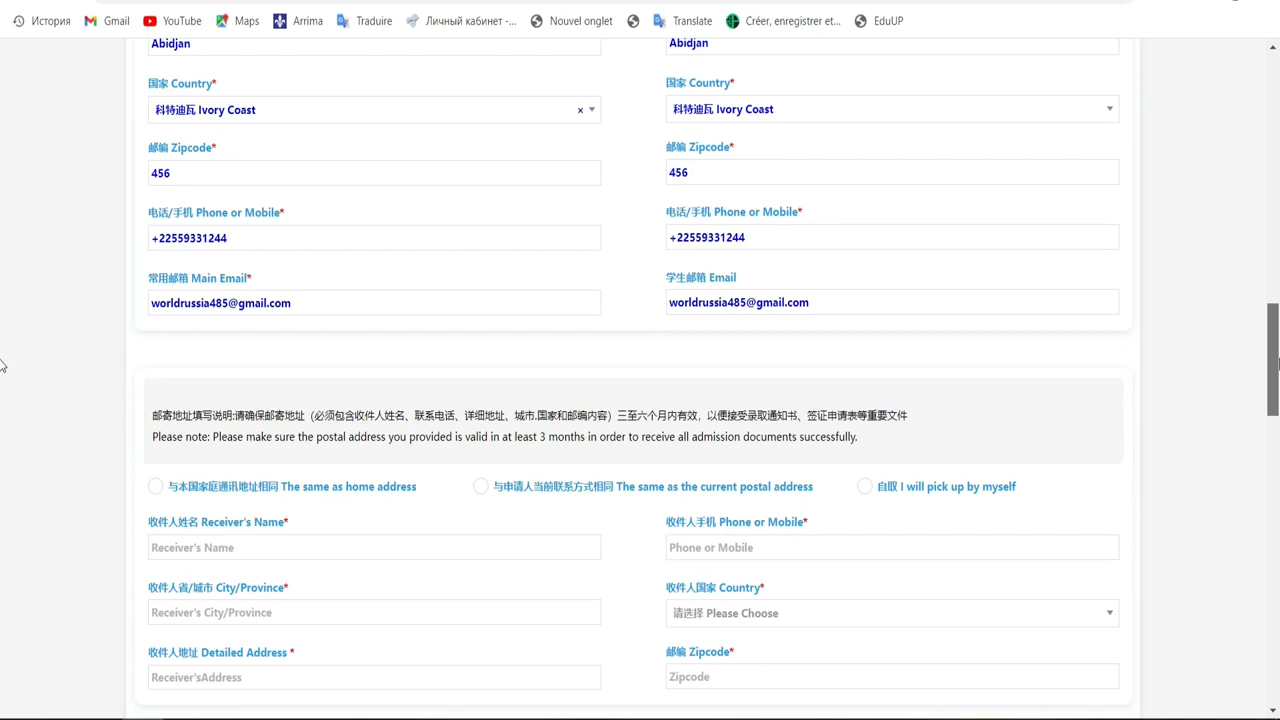 История Gmail YouTube Maps Arrima Traduire Личный кабинет -... Nouvel onglet Translate Créer, enregistrer et... EduUP
Abidjan Abidjan
国家 Country* 国家 Country*
科特迪瓦 Ivory Coast × 科特迪瓦 Ivory Coast
邮编 Zipcode* 邮编 Zipcode*
456 456
电话/手机 Phone or Mobile* 电话/手机 Phone or Mobile*
+22559331244 +22559331244
常用邮箱 Main Email* 学生邮箱 Email
worldrussia485@gmail.com worldrussia485@gmail.com
邮寄地址填写说明:请确保邮寄地址（必须包含收件人姓名、联系电话、详细地址、城市,国家和邮编内容）三至六个月内有效，以便接受录取通知书、签证申请表等重要文件
Please note: Please make sure the postal address you provided is valid in at least 3 months in order to receive all admission documents successfully.
与本国家庭通讯地址相同 The same as home address 与申请人当前联系方式相同 The same as the current postal address 自取 I will pick up by myself
收件人姓名 Receiver's Name* 收件人手机 Phone or Mobile*
Receiver's Name Phone or Mobile
收件人省/城市 City/Province* 收件人国家 Country*
Receiver's City/Province 请选择 Please Choose
收件人地址 Detailed Address * 邮编 Zipcode*
Receiver'sAddress Zipcode